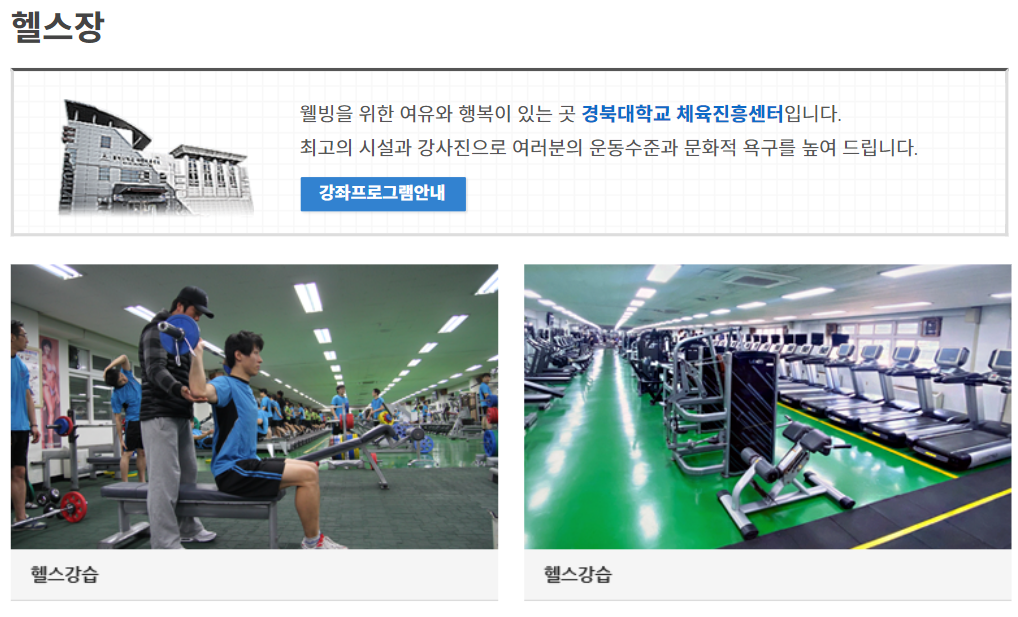 헬스장
웰빙을 위한 여유와 행복이 있는 곳 경북대학교 체육진흥센터입니다.
최고의 시설과 강사진으로 여러분의 운동수준과 문화적 욕구를 높여 드립니다.
강좌프로그램안내
헬스강습
헬스강습